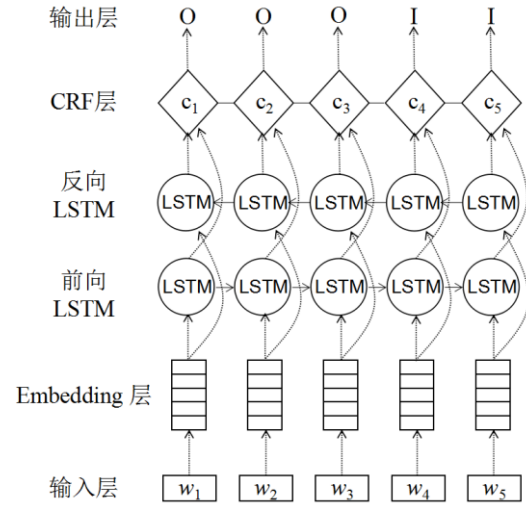 输出层 O O O I I
CRF层 c1 c2 c3 c4 c5
反向
LSTM
LSTM LSTM LSTM LSTM LSTM
前向
LSTM
LSTM LSTM LSTM LSTM LSTM
Embedding 层
输入层 w1 w2 w3 w4 w5